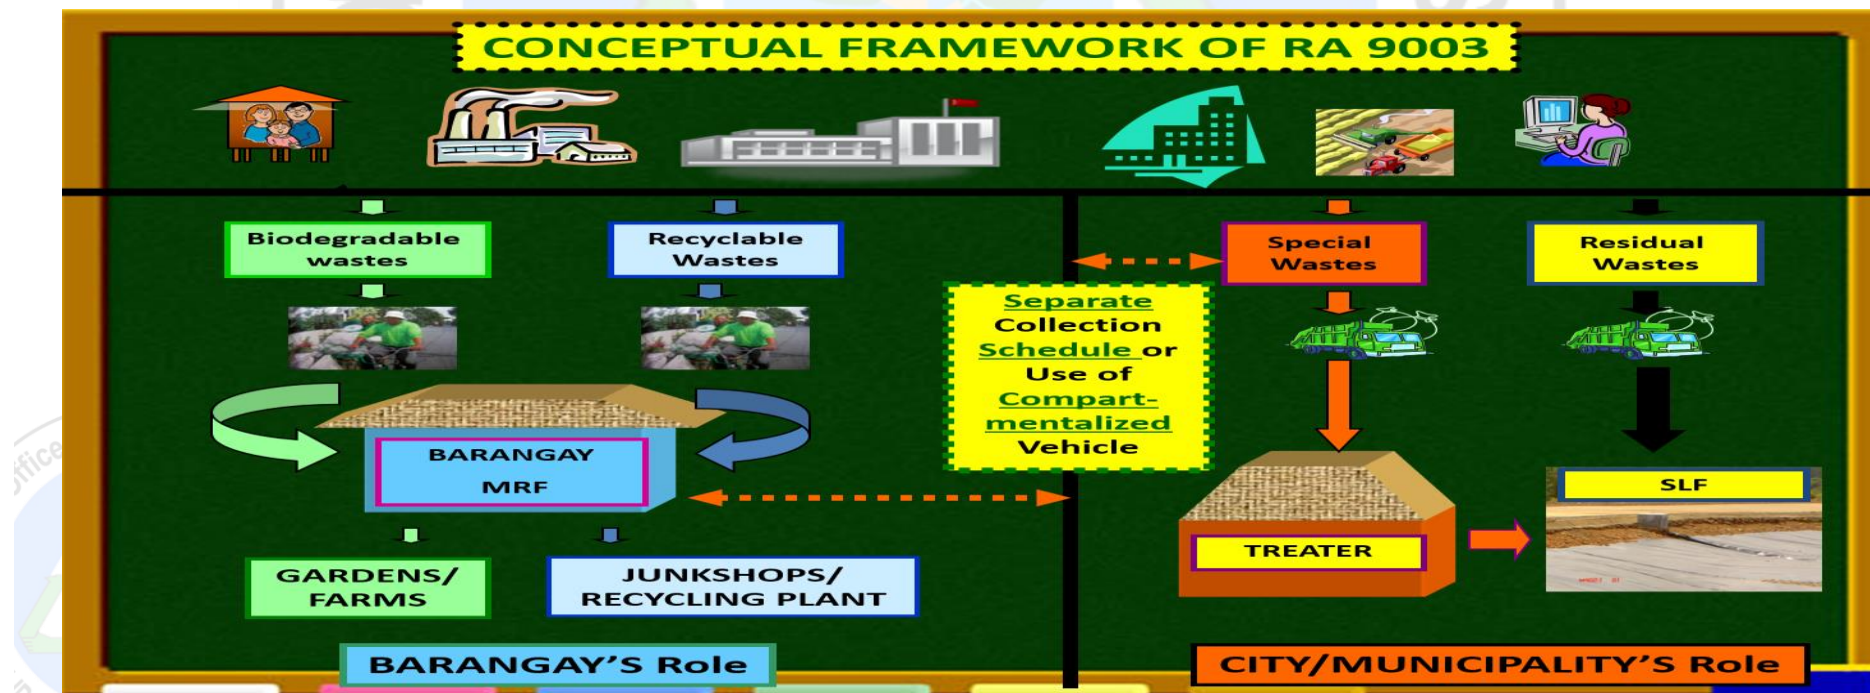 CONCEPTUAL FRAMEWORK OF RA 9003
Biodegradable
wastes
Recyclable
Wastes
Special
Wastes
Residual
Wastes
Separate
Collection
Schedule or
Use of
Compart-
mentalized
Vehicle
BARANGAY
MRF
TREATER
SLF
GARDENS/
FARMS
JUNKSHOPS/
RECYCLING PLANT
BARANGAY'S Role
CITY/MUNICIPALITY'S Role